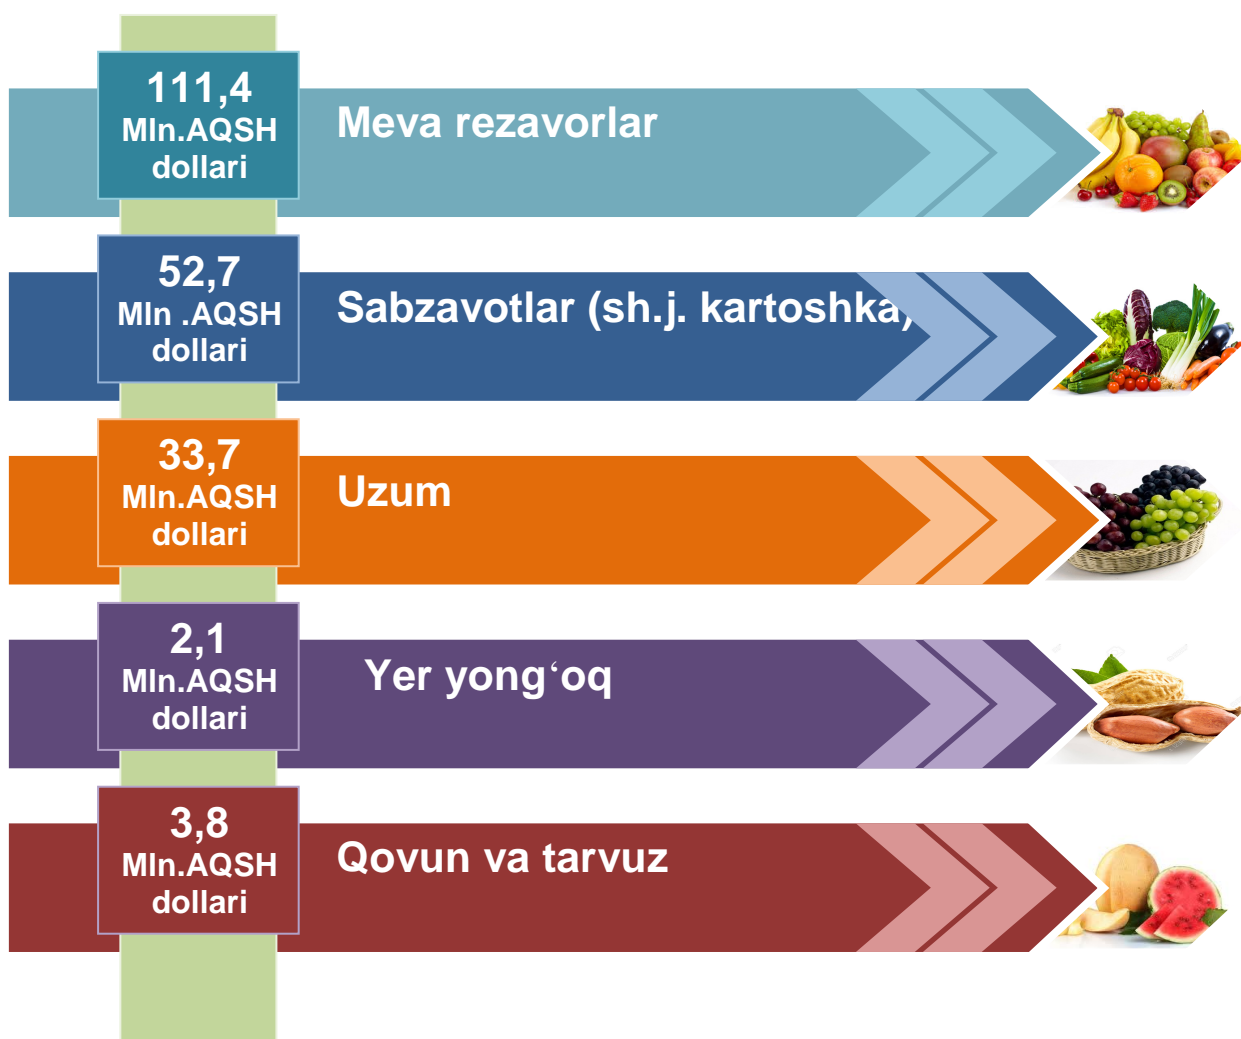 111,4
Mln.AQSH
dollari
Meva rezavorlar
52,7
Mln .AQSH
dollari
Sabzavotlar (sh.j. kartoshka)
33,7
Mln.AQSH
dollari
Uzum
2,1
Mln.AQSH
dollari
Yer yong‘oq
3,8
Mln.AQSH
dollari
Qovun va tarvuz